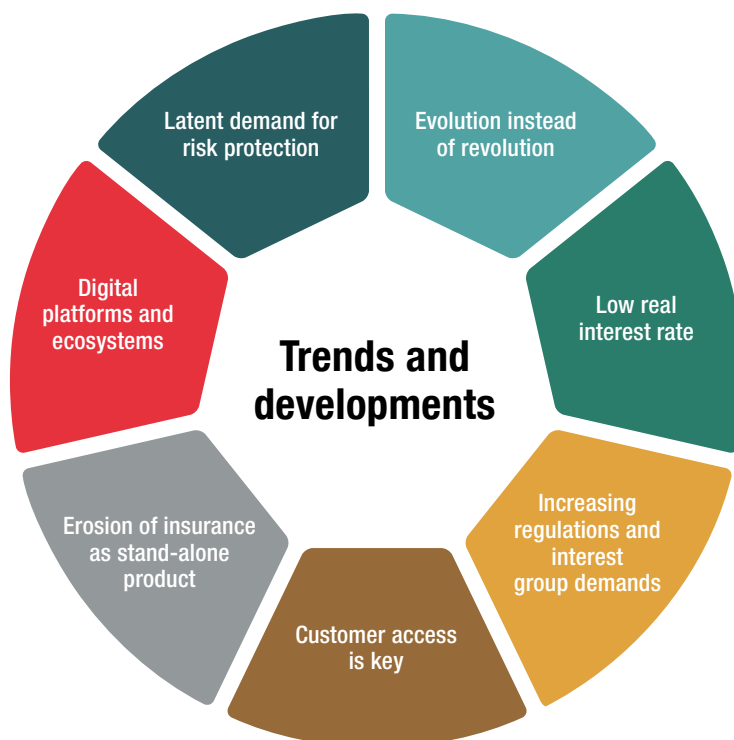 Trends and
developments
Evolution instead
of revolution
Low real
interest rate
Increasing
regulations and
interest
group demands
Customer access
is key
Erosion of insurance
as stand-alone
product
Digital
platforms and
ecosystems
Latent demand for
risk protection